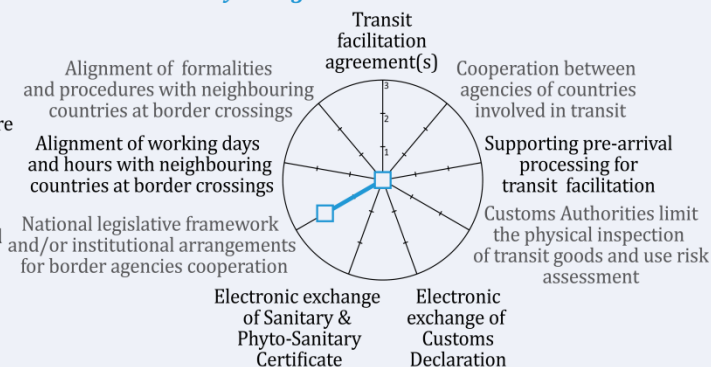 Transit
facilitation
agreement(s)
Alignment of formalities
and procedures with neighbouring
countries at border crossings
Cooperation between
agencies of countries
involved in transit
3
2
1
re
Alignment of working days
and hours with neighbouring
countries at border crossings
Supporting pre-arrival
processing for
transit facilitation
National legislative framework
and/or institutional arrangements
for border agencies cooperation
Customs Authorities limit
the physical inspection
of transit goods and use risk
assessment
Electronic exchange
of Sanitary &
Phyto-Sanitary
Certificate
Electronic
exchange of
Customs
Declaration